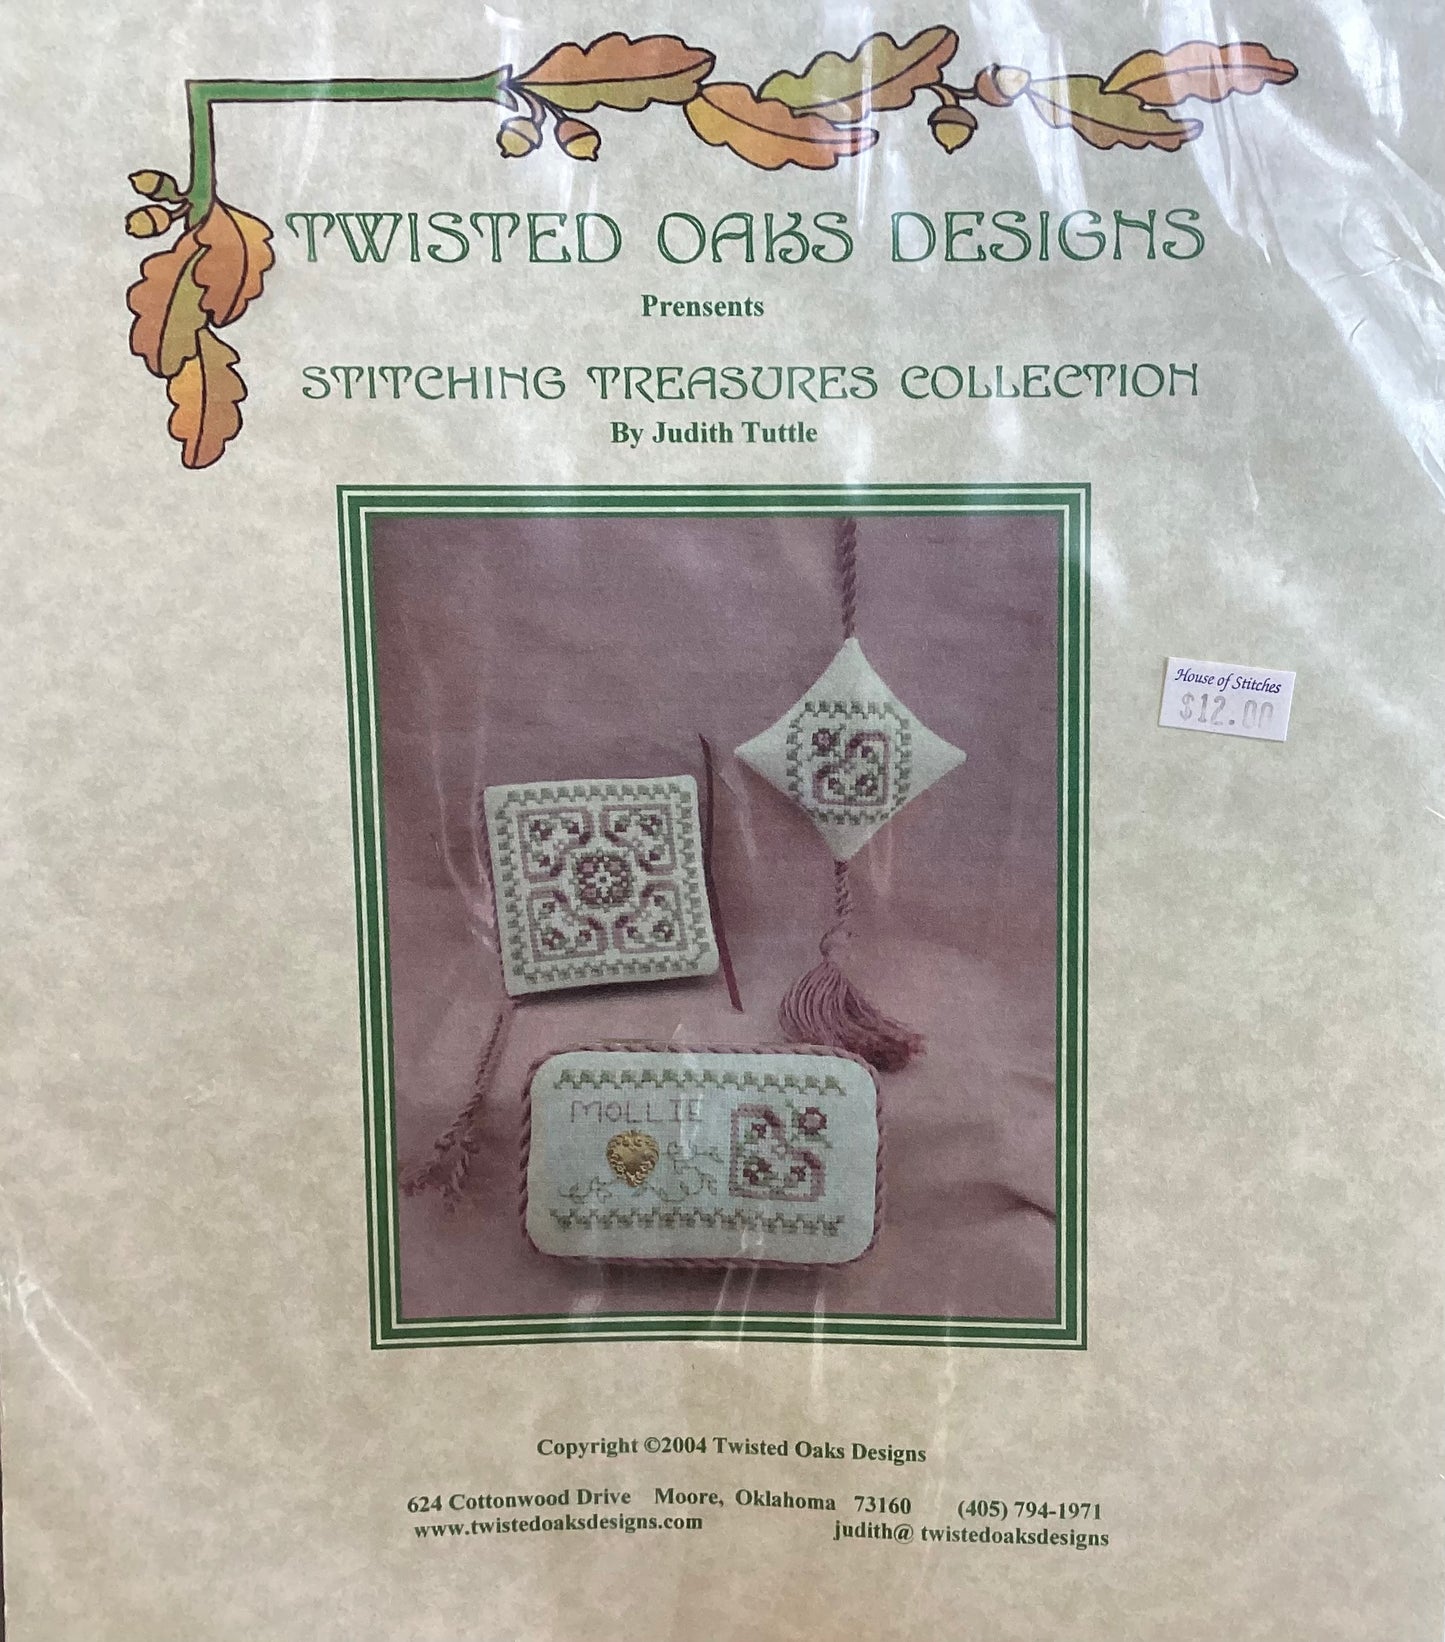 TWISTED OAKS DESIGNS
Prensents
STITCHING TREASURES COLLECTION
By Judith Tuttle
House of Stitches
$12.00
MOLLIE
Copyright ©2004 Twisted Oaks Designs
624 Cottonwood Drive Moore, Oklahoma 73160 (405) 794-1971
www.twistedoaksdesigns.com judith@ twistedoaksdesigns